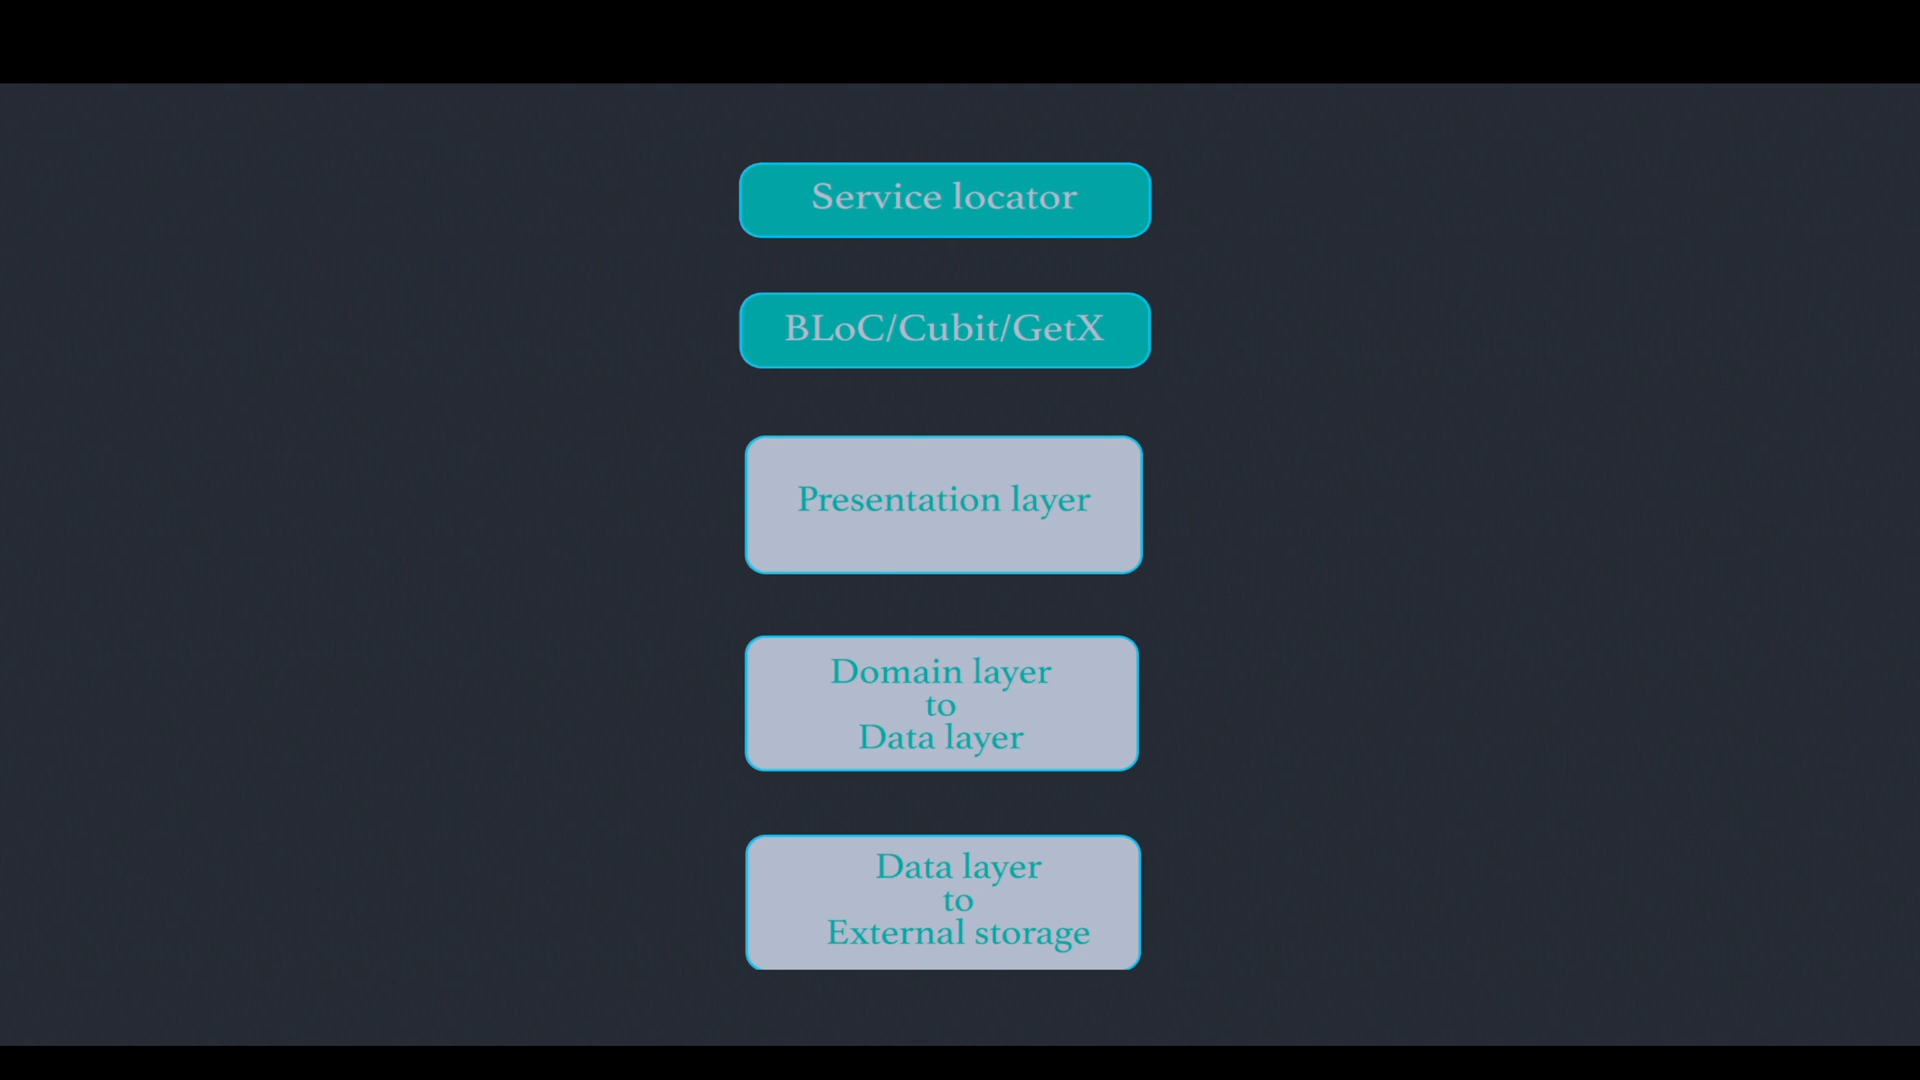 Service locator
BLoC/Cubit/GetX
Presentation layer
Domain layer
to
Data layer
Data layer
to
External storage